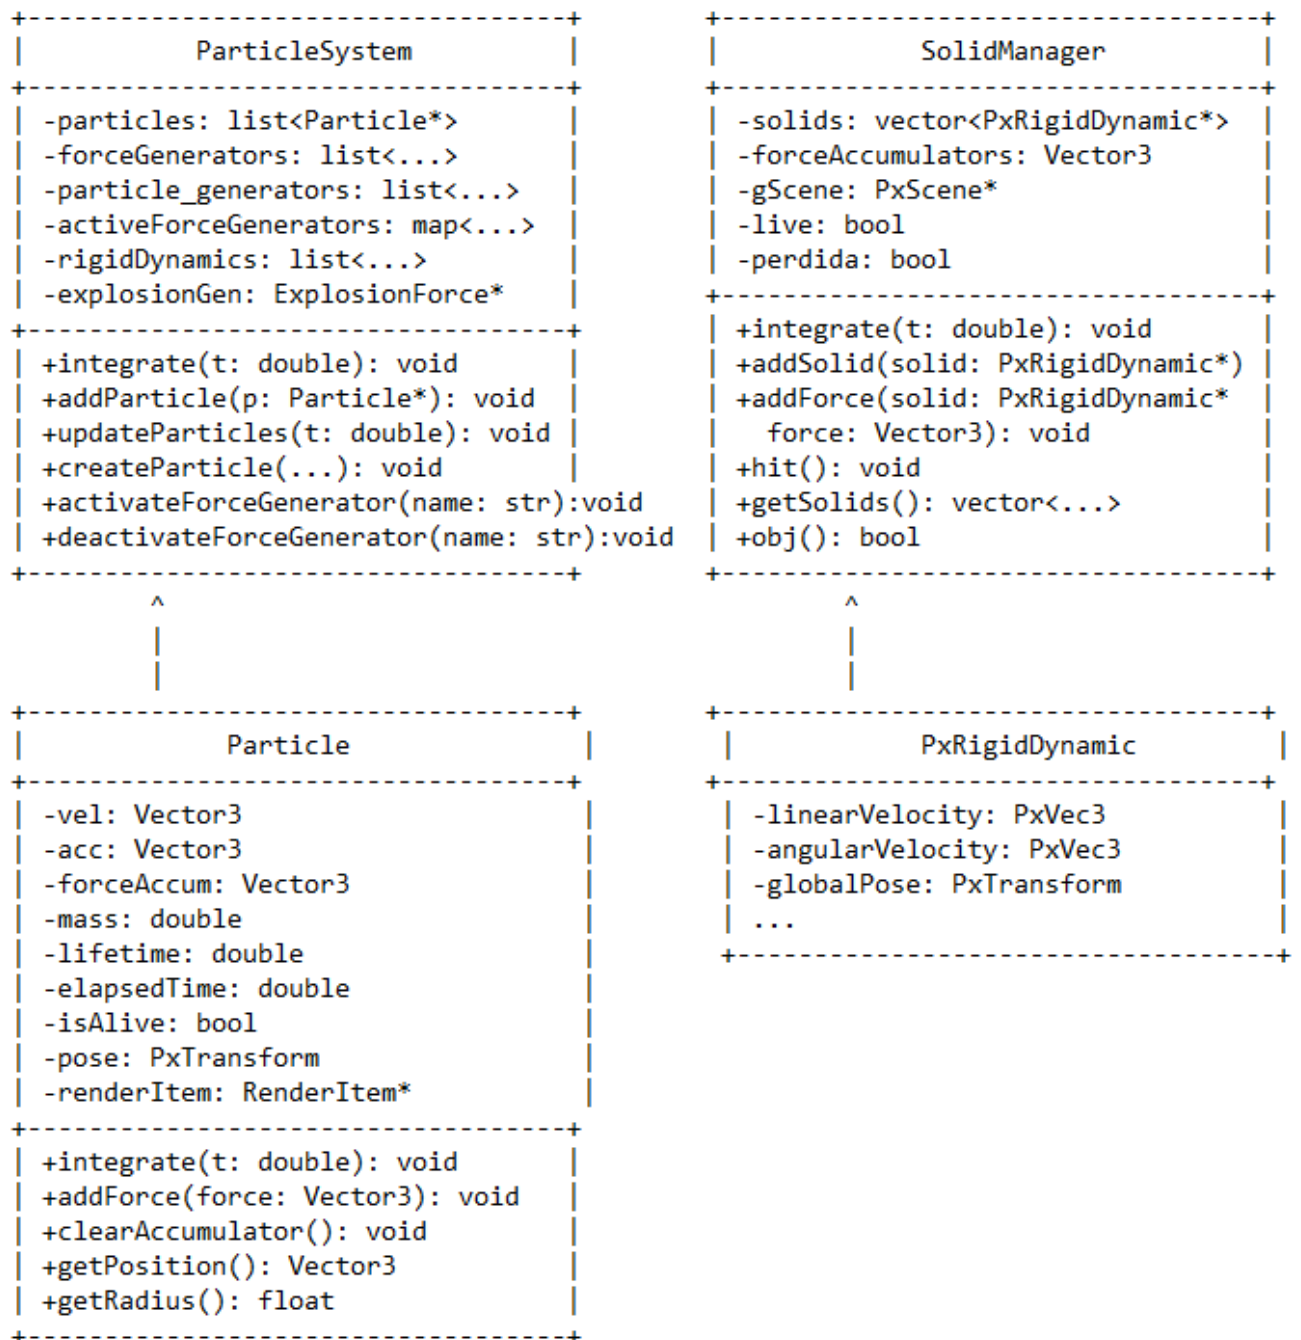 ParticleSystem
-particles: list<Particle*>
-forceGenerators: list<...>
-particle_generators: list<...>
-activeForceGenerators: map<...>
-rigidDynamics: list<...>
-explosionGen: ExplosionForce*
+integrate(t: double): void
+addParticle(p: Particle*): void
+updateParticles(t: double): void
+createParticle(...): void
+activateForceGenerator(name: str):void
+deactivateForceGenerator(name: str):void
SolidManager
-solids: vector<PxRigidDynamic*>
-forceAccumulators: Vector3
-gScene: PxScene*
-live: bool
-perdida: bool
+integrate(t: double): void
+addSolid(solid: PxRigidDynamic*)
+addForce(solid: PxRigidDynamic*
force: Vector3): void
+hit(): void
+getSolids(): vector<...>
+obj(): bool
Particle
-vel: Vector3
-acc: Vector3
-forceAccum: Vector3
-mass: double
-lifetime: double
-elapsedTime: double
-isAlive: bool
-pose: PxTransform
-renderItem: RenderItem*
+integrate(t: double): void
+addForce(force: Vector3): void
+clearAccumulator(): void
+getPosition(): Vector3
+getRadius(): float
PxRigidDynamic
-linearVelocity: PxVec3
-angularVelocity: PxVec3
-globalPose: PxTransform
...